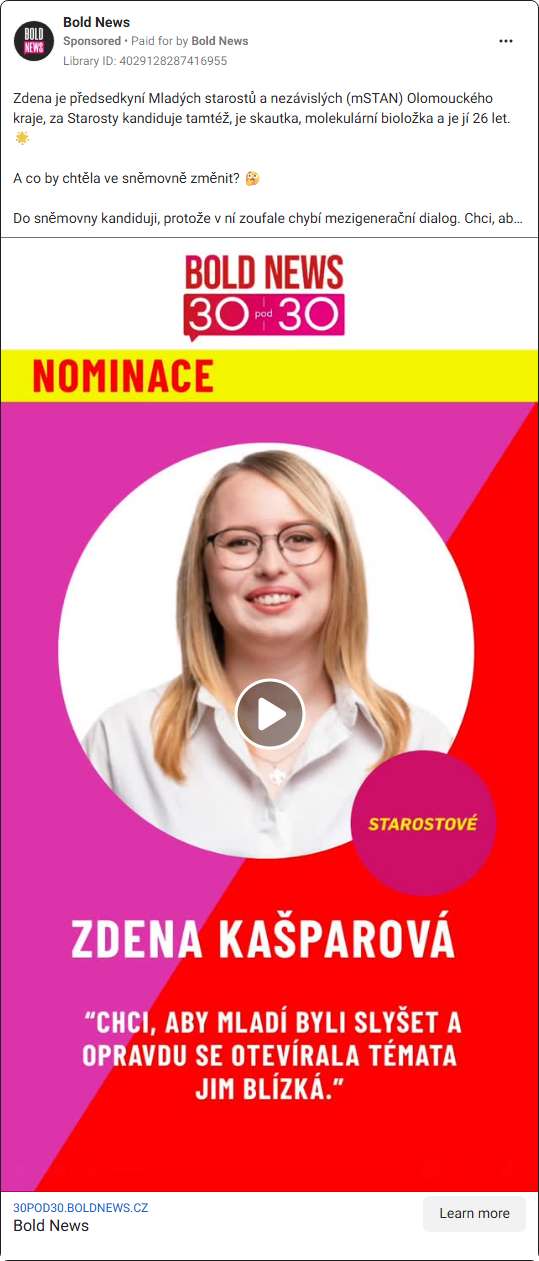 BOLD NEWS
Bold News
Sponsored • Paid for by Bold News
Library ID: 4029128287416955
Zdena je předsedkyní Mladých starostů a nezávislých (mSTAN) Olomouckého
kraje, za Starosty kandiduje tamtéž, je skautka, molekulární bioložka a je jí 26 let.
A co by chtěla ve sněmovně změnit?
Do sněmovny kandiduji, protože v ní zoufale chybí mezigenerační dialog. Chci, ab...
BOLD NEWS
30 pod 30
NOMINACE
STAROSTOVÉ
ZDENA KAŠPAROVÁ
“CHCI, ABY MLADÍ BYLI SLYŠET A
OPRAVDU SE OTEVÍRALA TÉMATA
JIM BLÍZKÁ.”
30POD30.BOLDNEWS.CZ
Bold News
Learn more